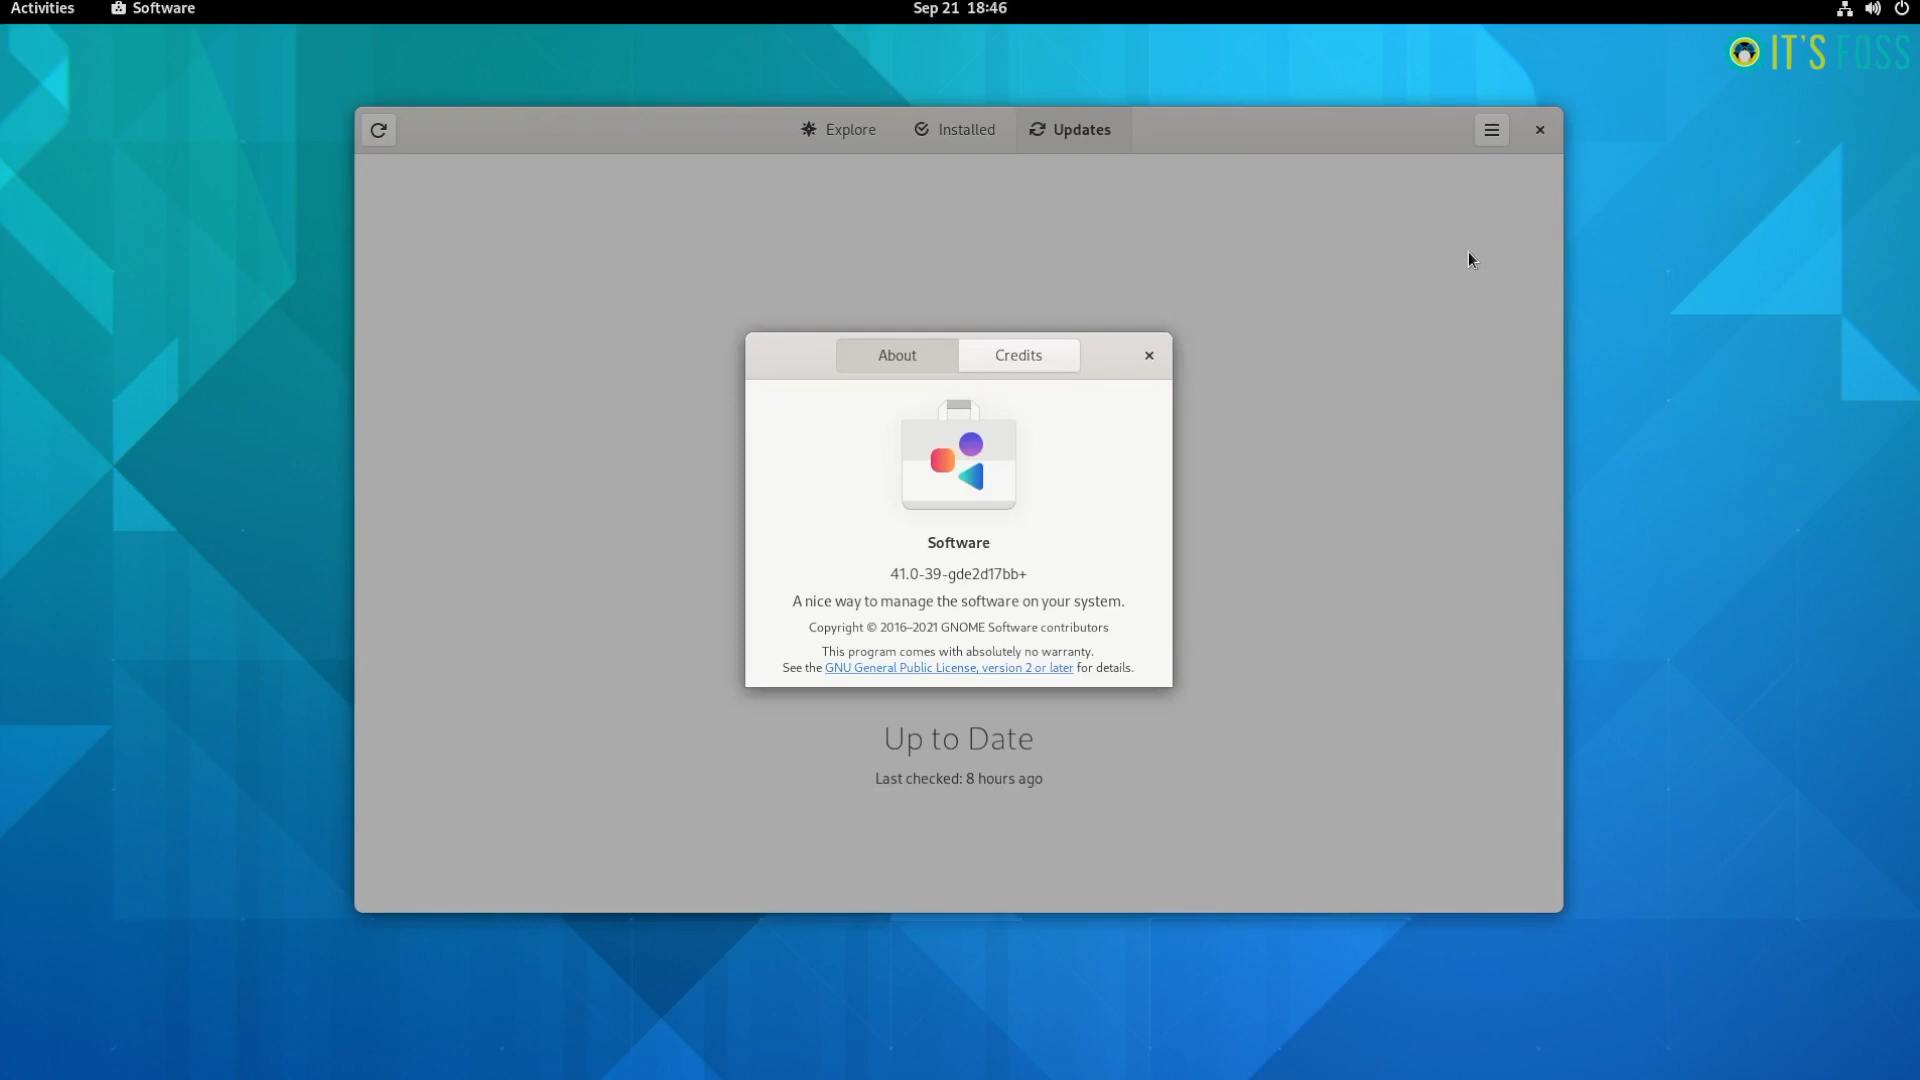 Activities Software Sep 21 18:46
IT'S FOSS
Explore Installed Updates
About Credits
Software
41.0-39-gde2d17bb+
A nice way to manage the software on your system.
Copyright © 2016–2021 GNOME Software contributors
This program comes with absolutely no warranty.
See the GNU General Public License, version 2 or later for details.
Up to Date
Last checked: 8 hours ago